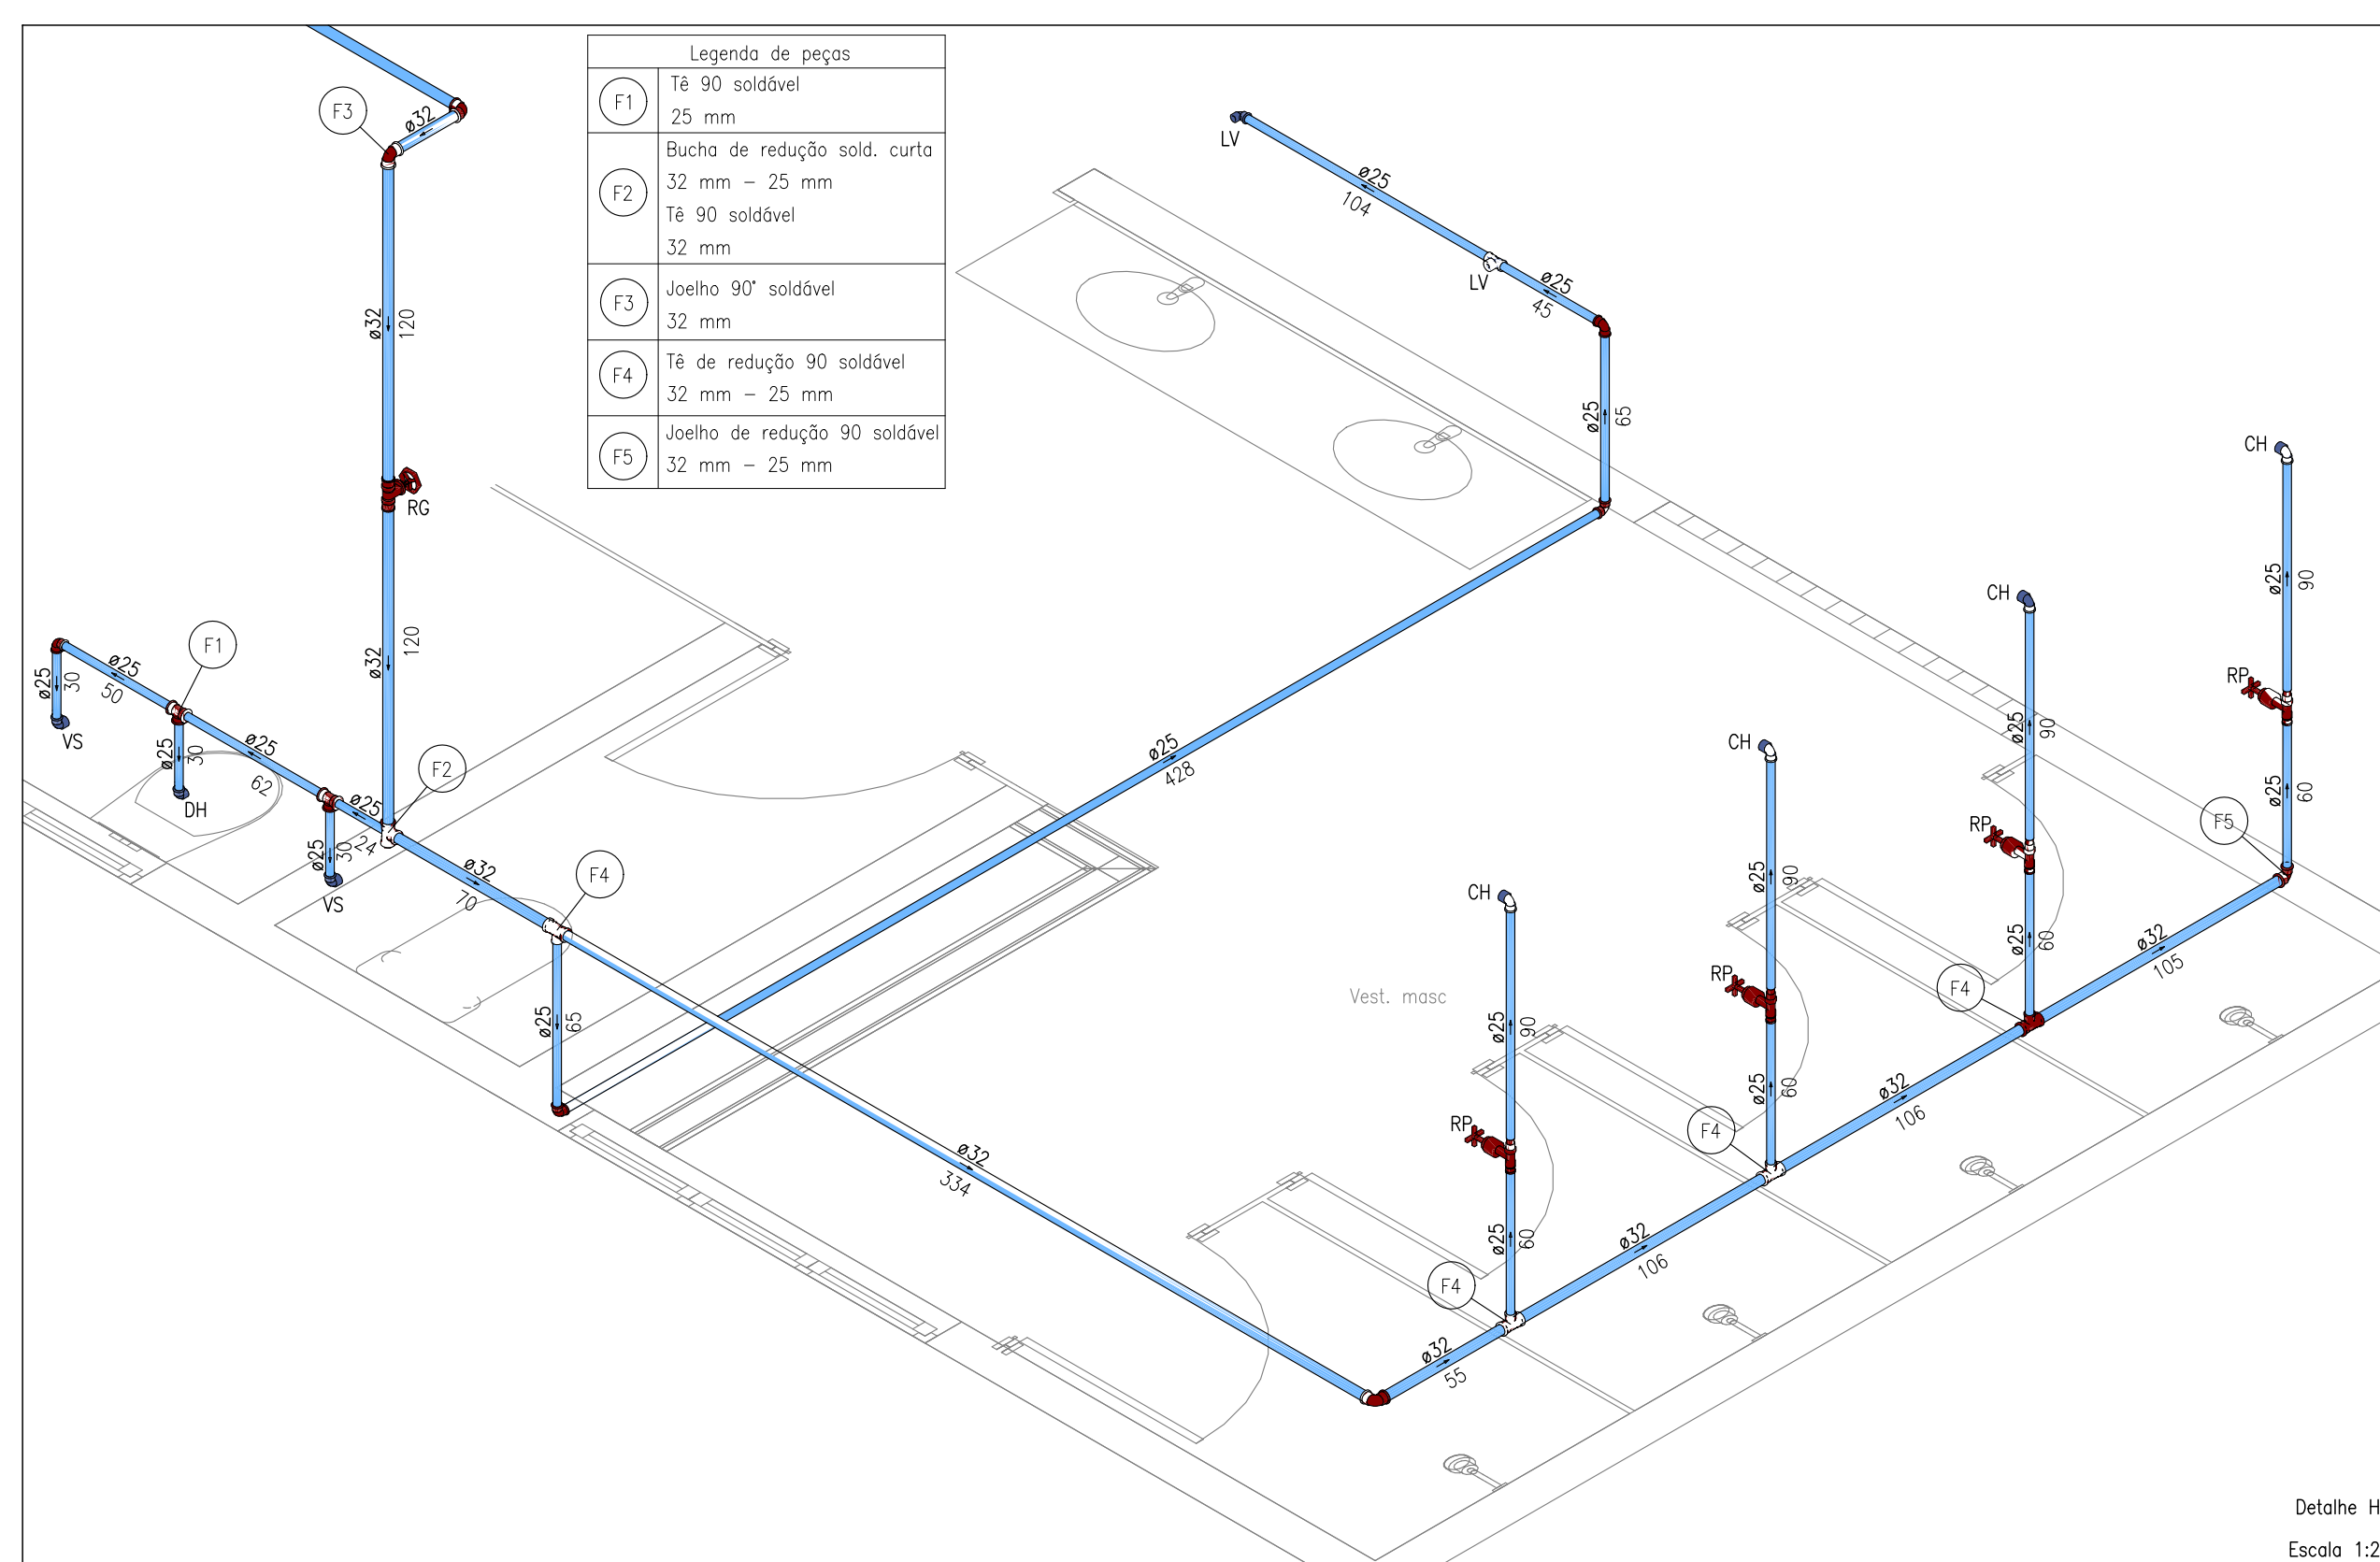 Legenda de peças
F1
Tê 90 soldável
25 mm
F2
Bucha de redução sold. curta
32 mm – 25 mm
Tê 90 soldável
32 mm
F3
Joelho 90° soldável
32 mm
F4
Tê de redução 90 soldável
32 mm – 25 mm
F5
Joelho de redução 90 soldável
32 mm – 25 mm
F3
ø32
ø32
120
RG
ø32
120
F1
ø25
50
ø25
30
VS
ø25
30
DH
ø25
62
F2
ø25
24
ø25
30
VS
ø32
70
F4
ø25
65
ø25
428
ø32
334
LV
ø25
104
LV
ø25
45
ø25
65
Vest. masc
ø32
55
F4
ø25
60
RP
ø25
90
CH
ø32
106
F4
ø25
60
RP
ø25
90
CH
ø32
106
F4
ø25
60
RP
ø25
90
CH
ø32
105
F5
ø25
60
RP
ø25
90
CH
Detalhe H
Escala 1:2